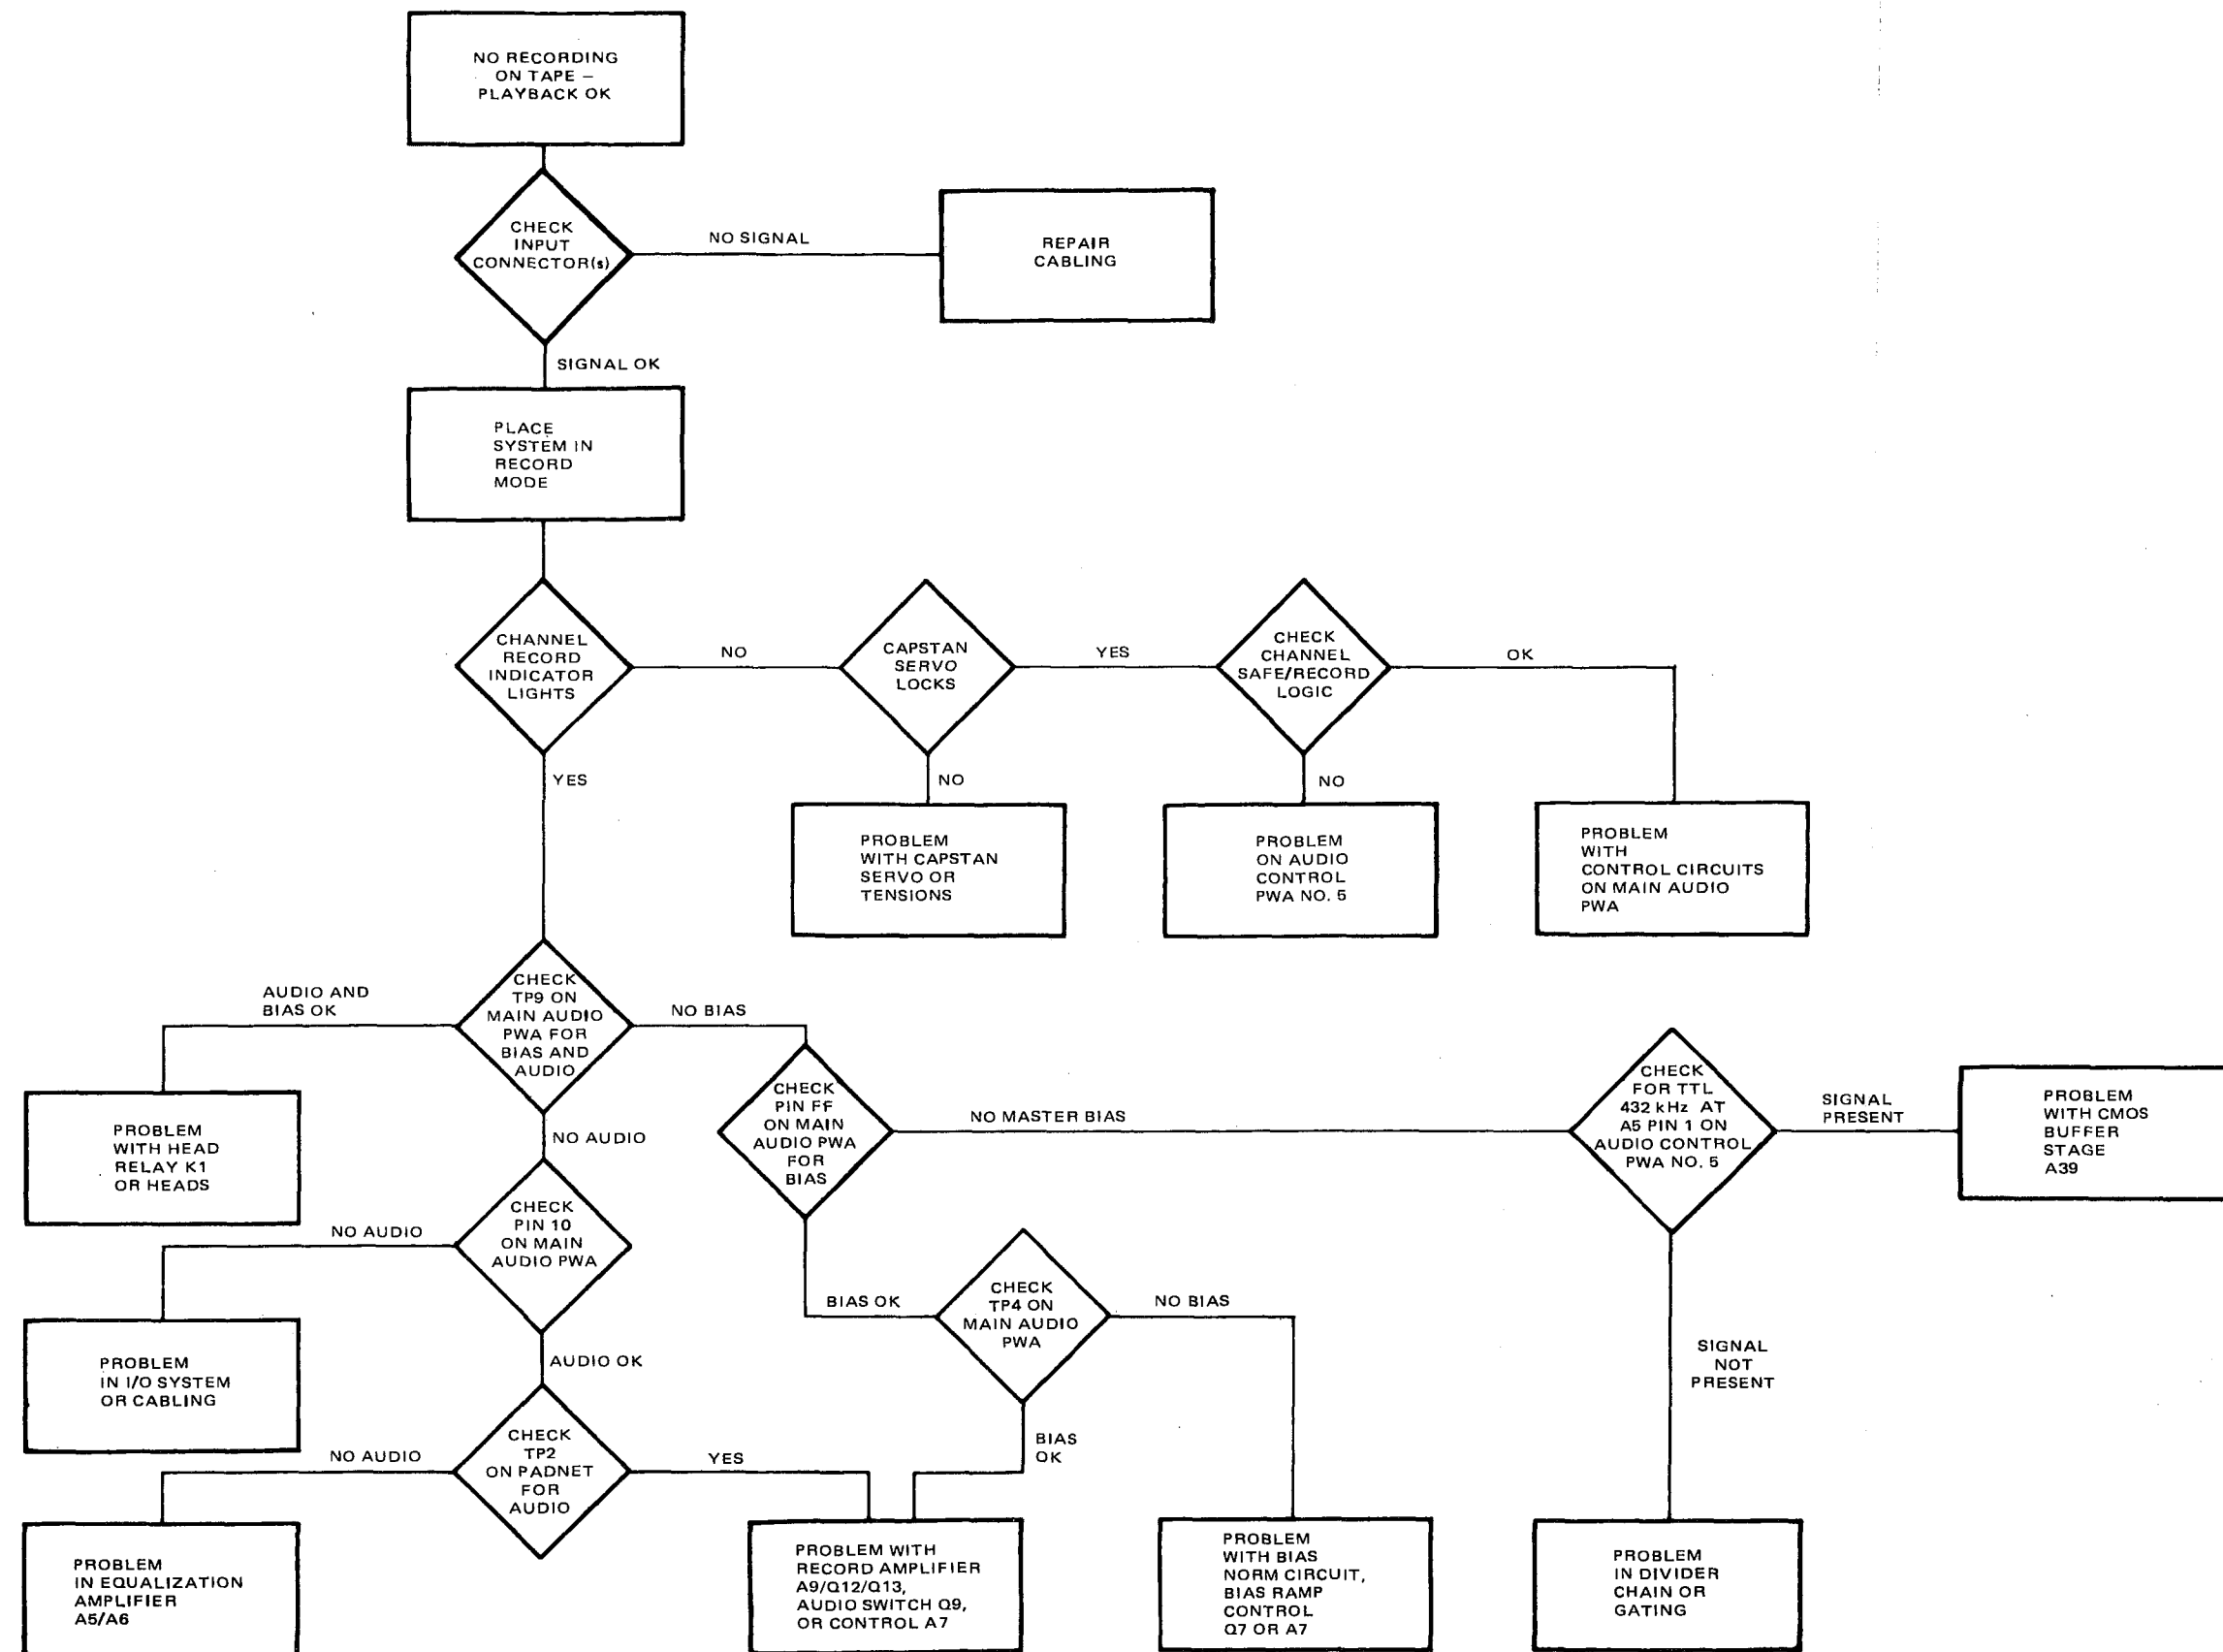 NO RECORDING
ON TAPE –
PLAYBACK OK
CHECK
INPUT
CONNECTOR(s)
NO SIGNAL
REPAIR
CABLING
SIGNAL OK
PLACE
SYSTEM IN
RECORD
MODE
CHANNEL
RECORD
INDICATOR
LIGHTS
NO
CAPSTAN
SERVO
LOCKS
YES
CHECK
CHANNEL
SAFE/RECORD
LOGIC
OK
YES
NO
NO
PROBLEM
WITH CAPSTAN
SERVO OR
TENSIONS
PROBLEM
ON AUDIO
CONTROL
PWA NO. 5
PROBLEM
WITH
CONTROL CIRCUITS
ON MAIN AUDIO
PWA
AUDIO AND
BIAS OK
CHECK
TP9 ON
MAIN AUDIO
PWA FOR
BIAS AND
AUDIO
NO BIAS
PROBLEM
WITH HEAD
RELAY K1
OR HEADS
NO AUDIO
CHECK
PIN FF
ON MAIN
AUDIO PWA
FOR
BIAS
NO MASTER BIAS
CHECK
FOR TTL
432 kHz AT
A5 PIN 1 ON
AUDIO CONTROL
PWA NO. 5
SIGNAL
PRESENT
PROBLEM
WITH CMOS
BUFFER
STAGE
A39
NO AUDIO
CHECK
PIN 10
ON MAIN
AUDIO PWA
BIAS OK
CHECK
TP4 ON
MAIN AUDIO
PWA
NO BIAS
SIGNAL
NOT
PRESENT
PROBLEM
IN I/O SYSTEM
OR CABLING
AUDIO OK
NO AUDIO
CHECK
TP2
ON PADNET
FOR
AUDIO
YES
BIAS
OK
PROBLEM
IN EQUALIZATION
AMPLIFIER
A5/A6
PROBLEM WITH
RECORD AMPLIFIER
A9/Q12/Q13,
AUDIO SWITCH Q9,
OR CONTROL A7
PROBLEM
WITH BIAS
NORM CIRCUIT,
BIAS RAMP
CONTROL
Q7 OR A7
PROBLEM
IN DIVIDER
CHAIN OR
GATING